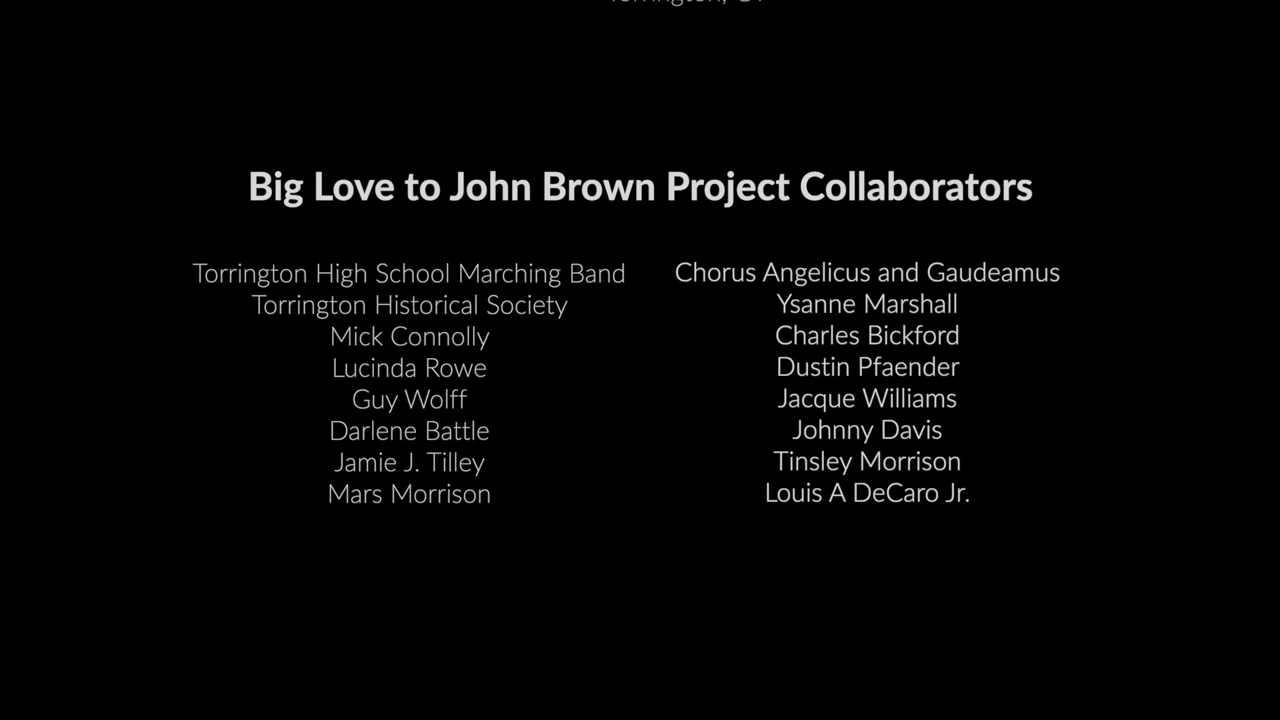 Torrington, CT
Big Love to John Brown Project Collaborators
Torrington High School Marching Band
Torrington Historical Society
Mick Connolly
Lucinda Rowe
Guy Wolff
Darlene Battle
Jamie J. Tilley
Mars Morrison
Chorus Angelicus and Gaudeamus
Ysanne Marshall
Charles Bickford
Dustin Pfaender
Jacque Williams
Johnny Davis
Tinsley Morrison
Louis A DeCaro Jr.